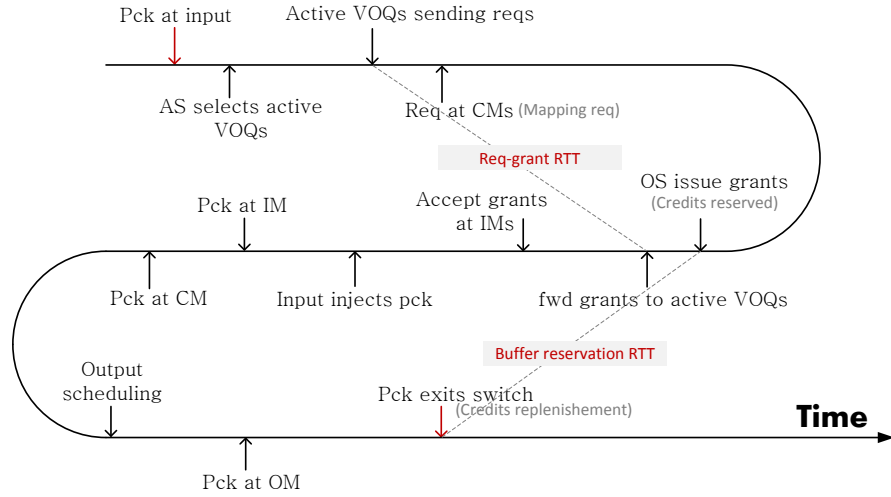 Pck at input
Active VOQs sending reqs
AS selects active
VOQs
Req at CMs (Mapping req)
Req-grant RTT
OS issue grants
(Credits reserved)
Accept grants
at IMs
Pck at IM
Pck at CM
Input injects pck
fwd grants to active VOQs
Buffer reservation RTT
Output
scheduling
Pck exits switch
(Credits replenishement)
Time
Pck at OM